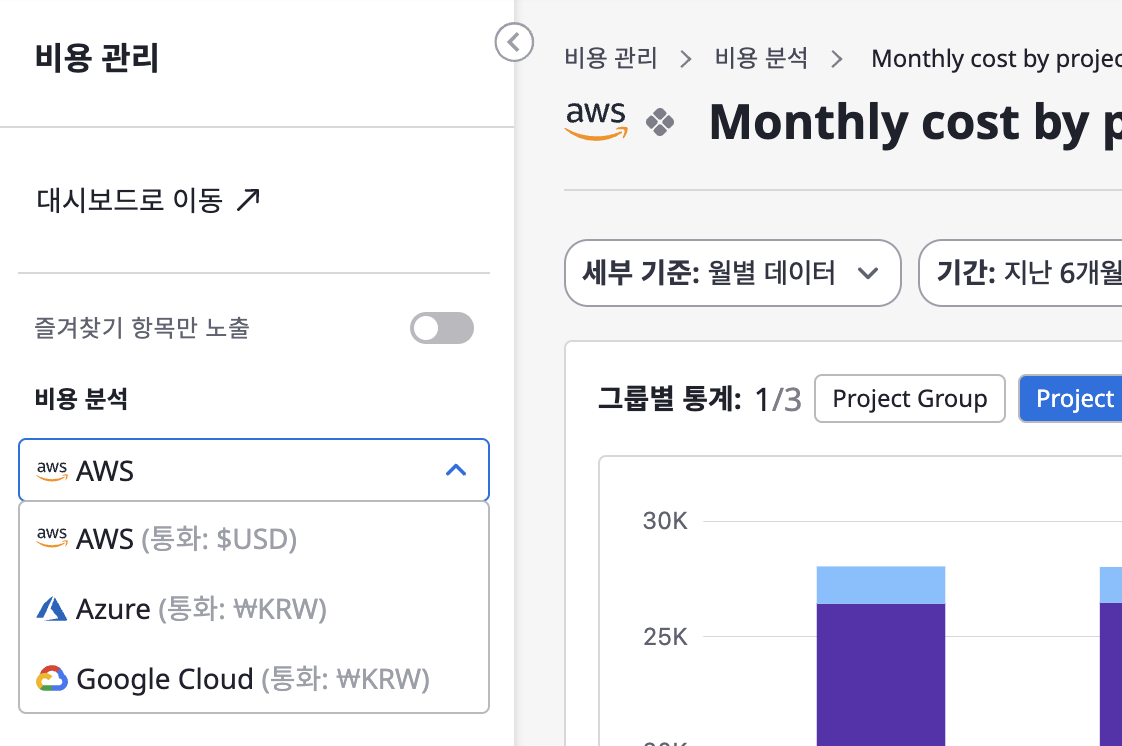 비용 관리
대시보드로 이동
즐겨찾기 항목만 노출
비용 분석
aws AWS
aws AWS (통화: $USD)
Azure (통화: ₩KRW)
Google Cloud (통화: ₩KRW)
비용 관리 > 비용 분석 > Monthly cost by projec
aws Monthly cost by p
세부 기준: 월별 데이터
기간: 지난 6개월
그룹별 통계: 1/3 Project Group Project
30K
25K